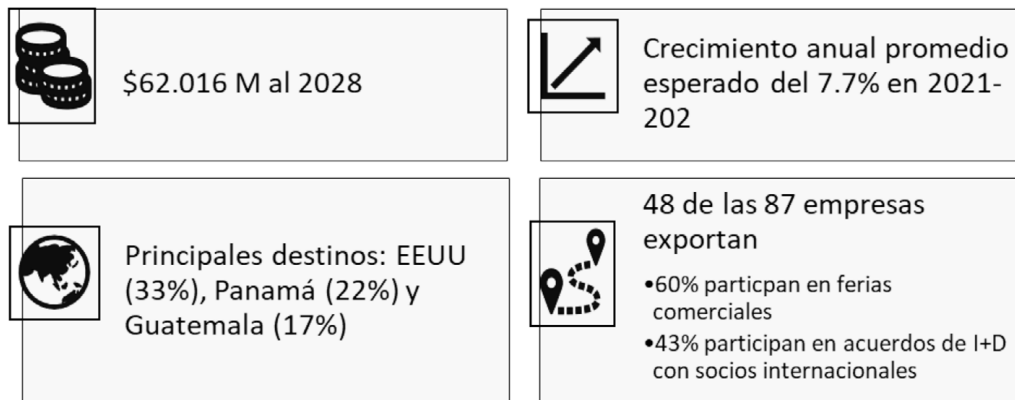 $62.016 M al 2028
Crecimiento anual promedio
esperado del 7.7% en 2021-
202
Principales destinos: EEUU
(33%), Panamá (22%) y
Guatemala (17%)
48 de las 87 empresas
exportan
•60% particpan en ferias
comerciales
•43% participan en acuerdos de I+D
con socios internacionales